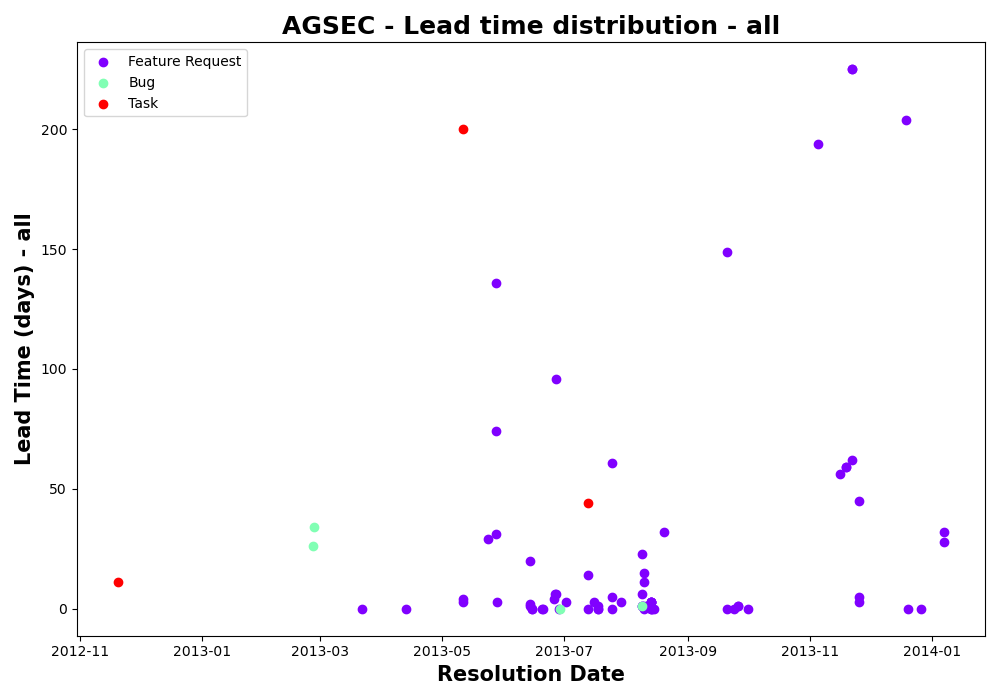 AGSEC - Lead time distribution - all
Feature Request
Bug
Task
Lead Time (days) - all
200
150
100
50
0
2012-11 2013-01 2013-03 2013-05 2013-07 2013-09 2013-11 2014-01
Resolution Date